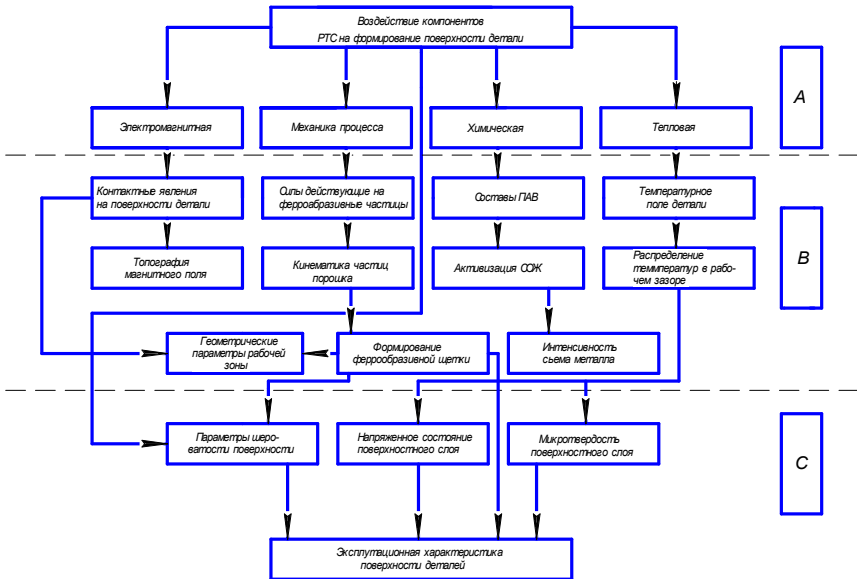 Воздействие компонентов
РТС на формирование поверхности детали
Электромагнитная
Механика процесса
Химическая
Тепловая
A
Контактные явления
на поверхности детали
Силы действующие на
ферроабразивные частицы
Составы ПАВ
Температурное
поле детали
Топография
магнитного поля
Кинематика частиц
порошка
Активизация СОЖ
Распределение
теммператур в рабо-
чем зазоре
B
Геометрические
параметры рабочей
зоны
Формирование
феррообразивной щетки
Интенсивность
сьема металла
Параметры шеро-
ватости поверхности
Напряженное состояние
поверхностного слоя
Микротвердость
поверхностного слоя
C
Эксплутационная характеристика
поверхности деталей